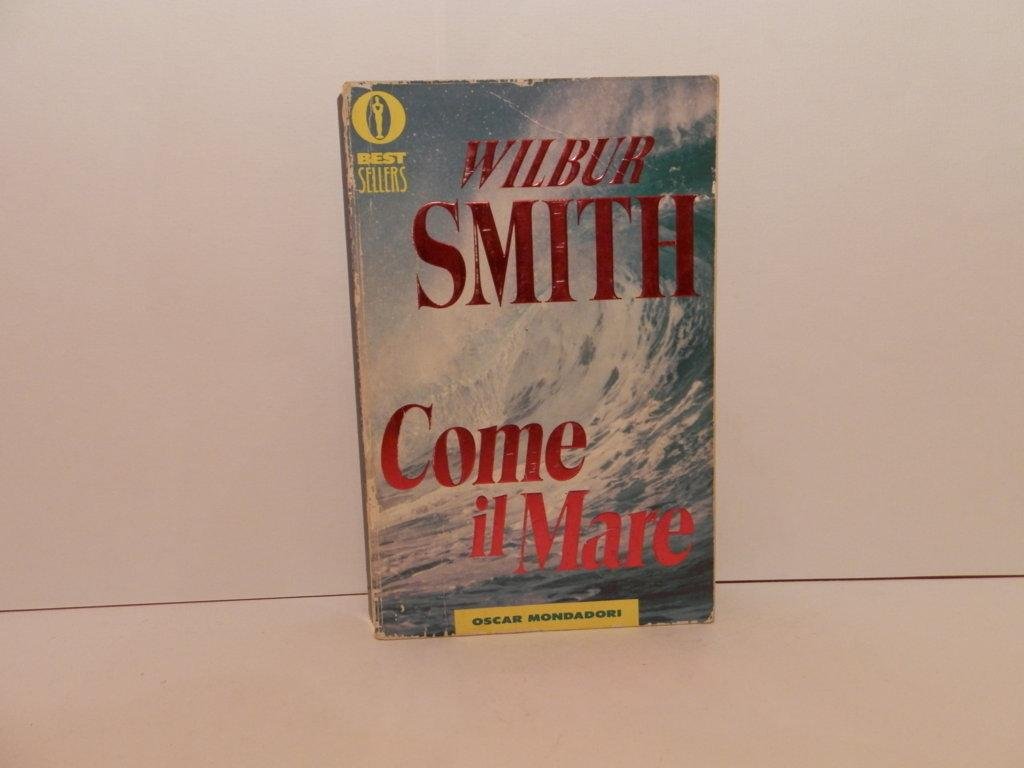 BEST
SELLERS
WILBUR
SMITH
Come
il Mare
OSCAR MONDADORI